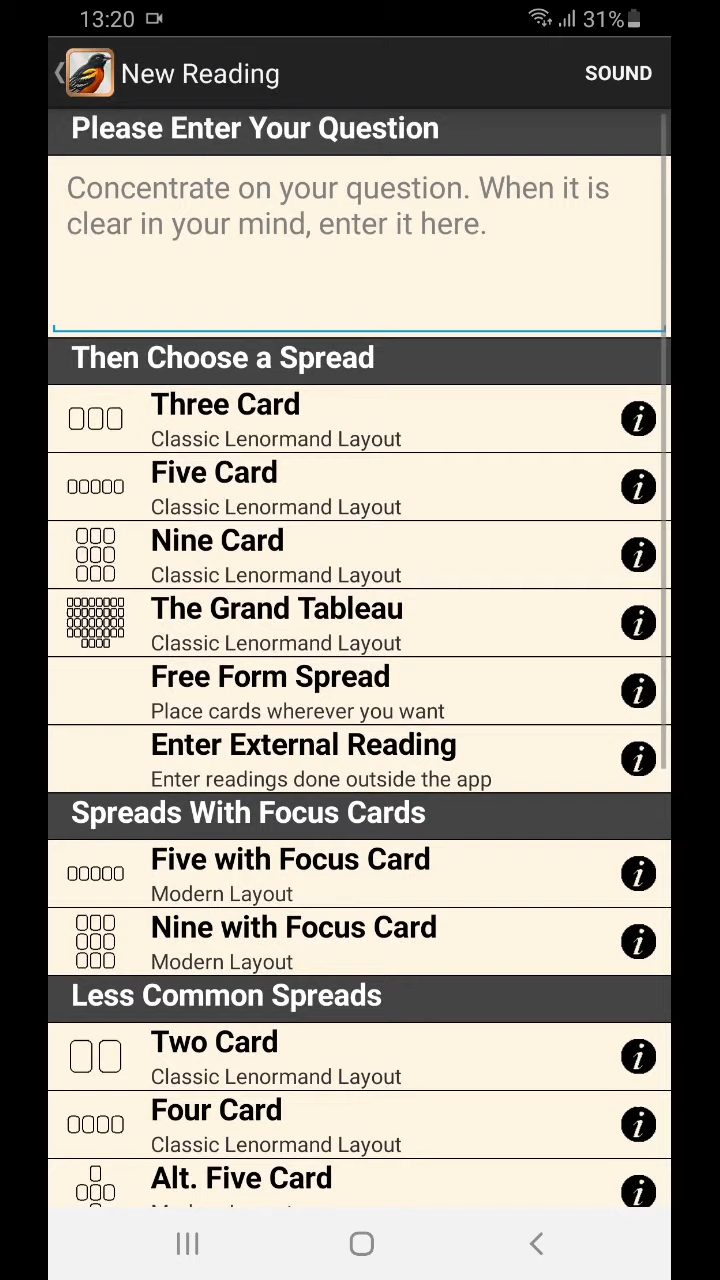 13:20
31%
New Reading
SOUND
Please Enter Your Question
Concentrate on your question. When it is
clear in your mind, enter it here.
Then Choose a Spread
Three Card
Classic Lenormand Layout
Five Card
Classic Lenormand Layout
Nine Card
Classic Lenormand Layout
The Grand Tableau
Classic Lenormand Layout
Free Form Spread
Place cards wherever you want
Enter External Reading
Enter readings done outside the app
Spreads With Focus Cards
Five with Focus Card
Modern Layout
Nine with Focus Card
Modern Layout
Less Common Spreads
Two Card
Classic Lenormand Layout
Four Card
Classic Lenormand Layout
Alt. Five Card